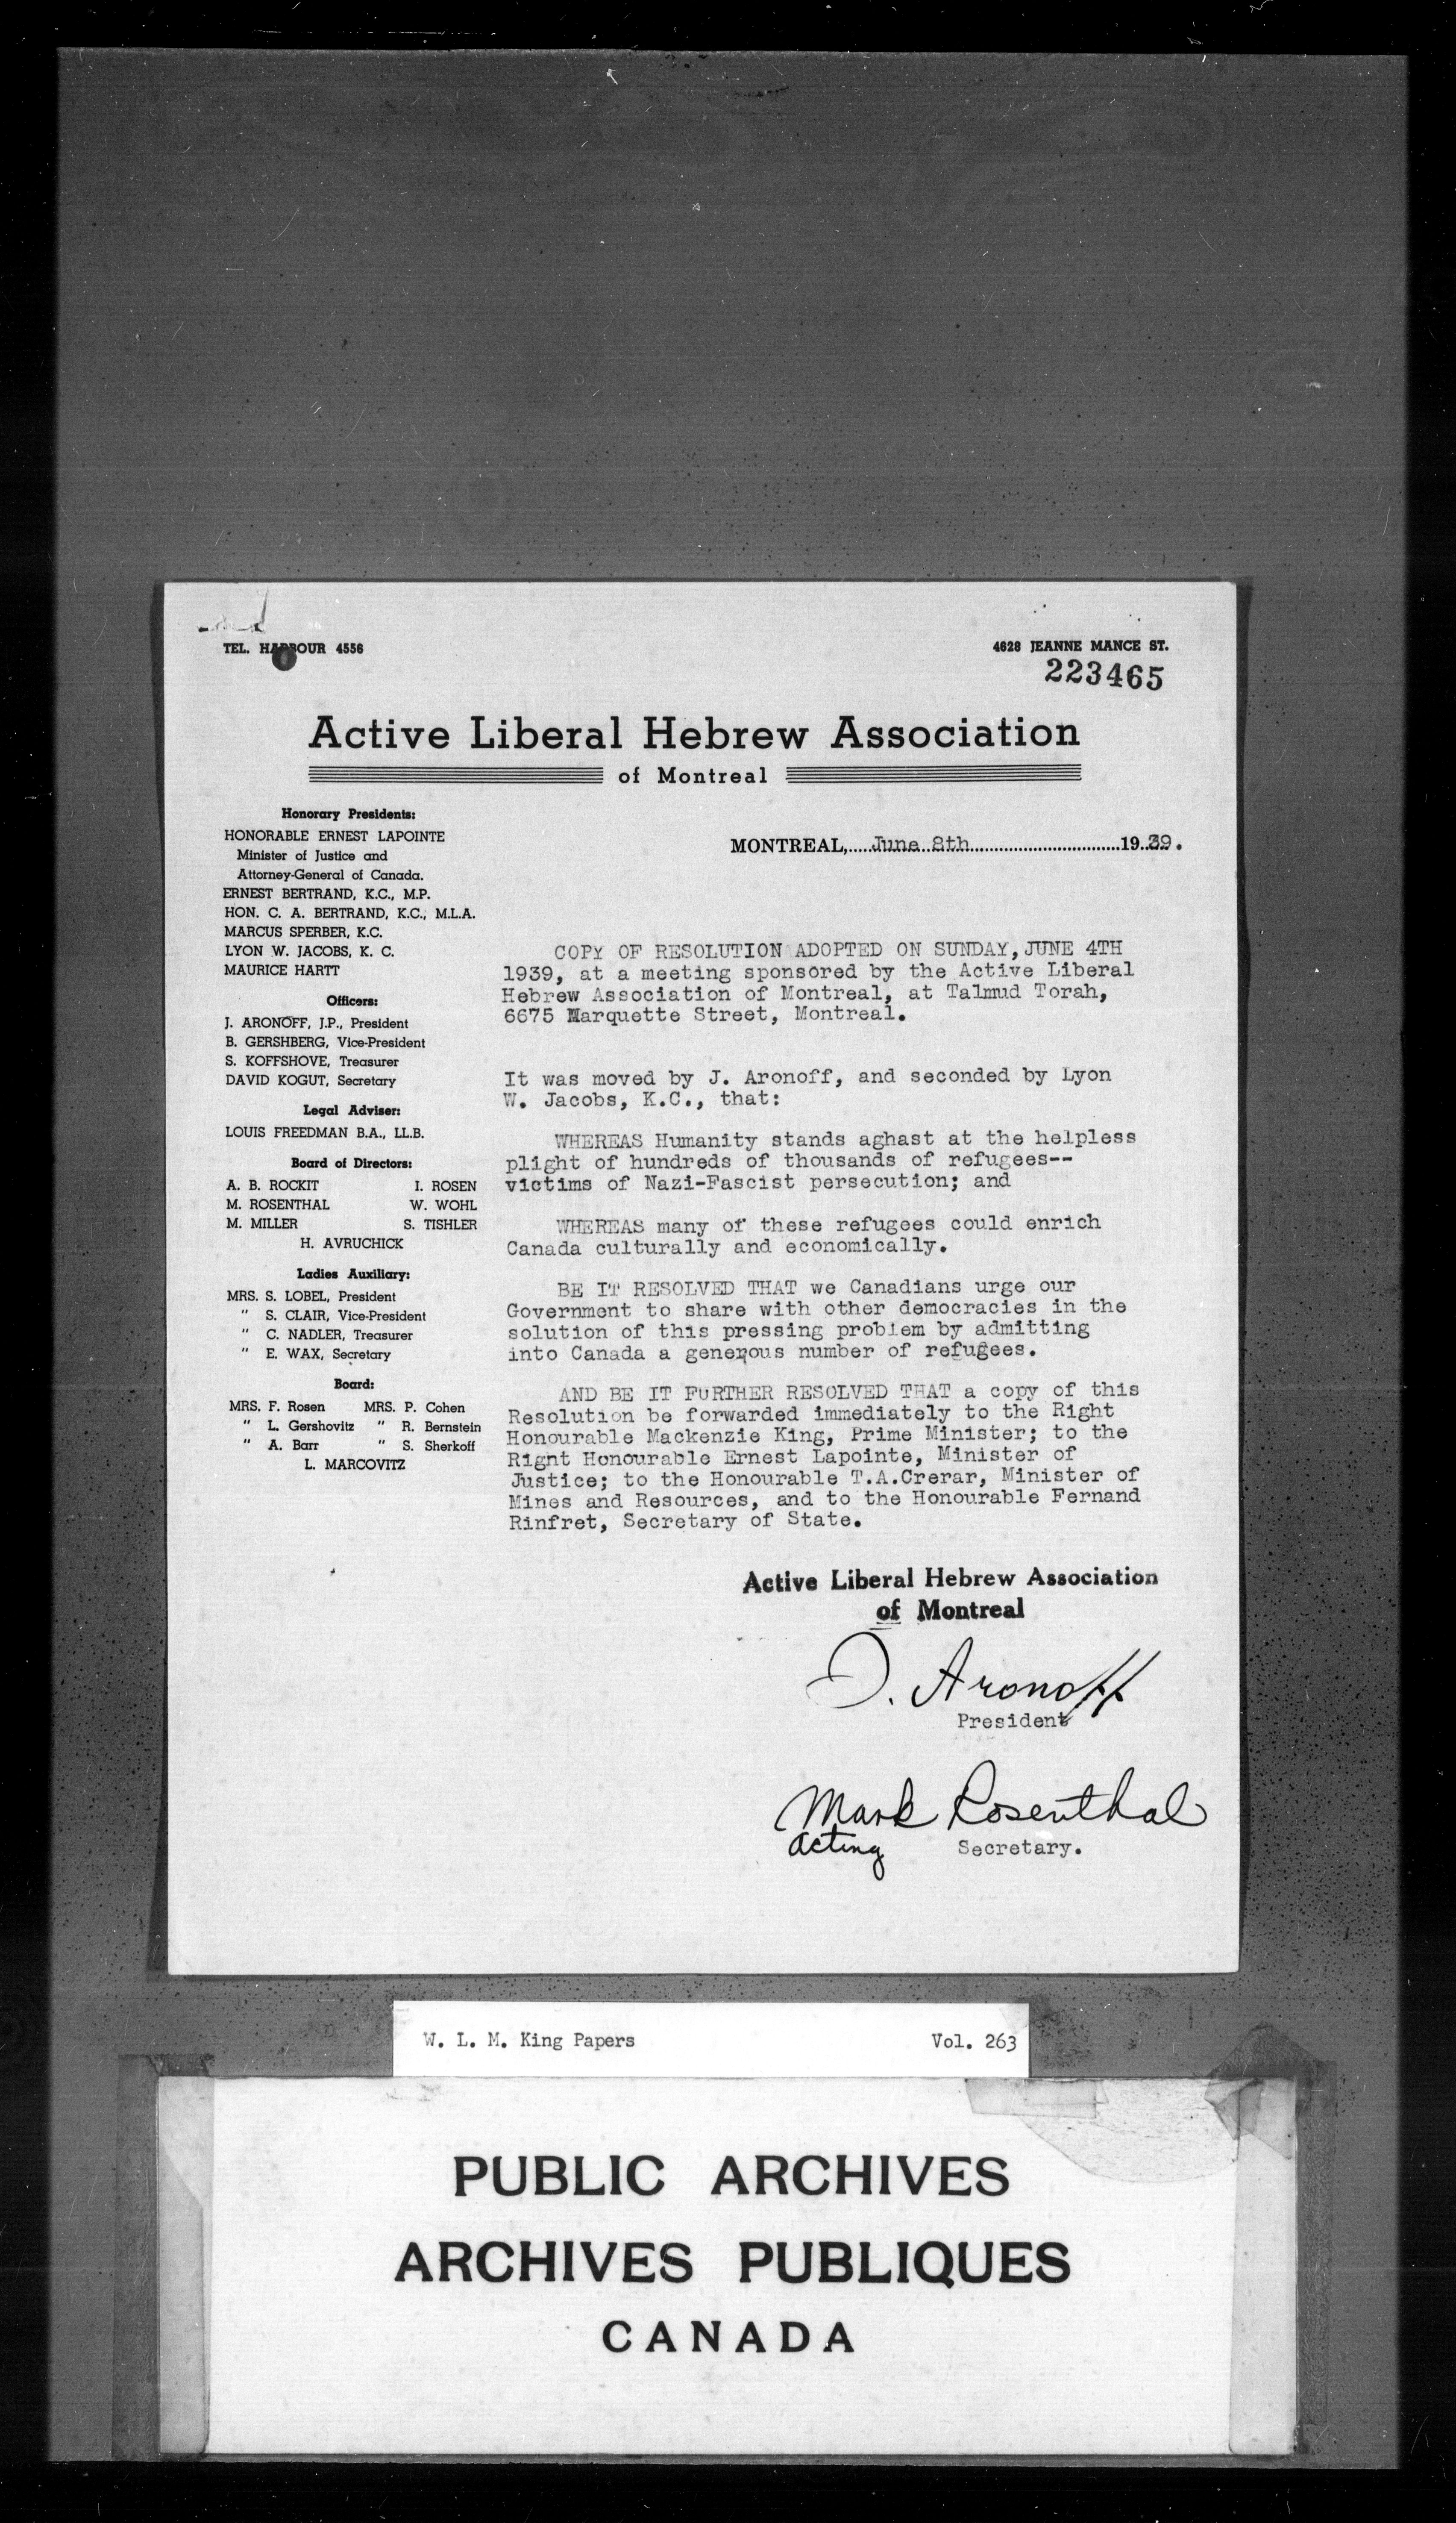 TEL. HARBOUR 4556
4628 JEANNE MANCE ST.
223465
Active Liberal Hebrew Association
of Montreal
Honorary Presidents:
HONORABLE ERNEST LAPOINTE
Minister of Justice and
Attorney-General of Canada.
ERNEST BERTRAND, K.C., M.P.
HON. C. A. BERTRAND, K.C., M.L.A.
MARCUS SPERBER, K.C.
LYON W. JACOBS, K. C.
MAURICE HARTT
Officers:
J. ARONOFF, J.P., President
B. GERSHBERG, Vice-President
S. KOFFSHOVE, Treasurer
DAVID KOGUT, Secretary
Legal Adviser:
LOUIS FREEDMAN B.A., LL.B.
Board of Directors:
A. B. ROCKIT I. ROSEN
M. ROSENTHAL W. WOHL
M. MILLER S. TISHLER
H. AVRUCHICK
Ladies Auxiliary:
MRS. S. LOBEL, President
" S. CLAIR, Vice-President
" C. NADLER, Treasurer
" E. WAX, Secretary
Board:
MRS. F. Rosen MRS. P. Cohen
" L. Gershovitz " R. Bernstein
" A. Barr " S. Sherkoff
L. MARCOVITZ
MONTREAL, June 8th 1939.
COPY OF RESOLUTION ADOPTED ON SUNDAY, JUNE 4TH
1939, at a meeting sponsored by the Active Liberal
Hebrew Association of Montreal, at Talmud Torah,
6675 Marquette Street, Montreal.
It was moved by J. Aronoff, and seconded by Lyon
W. Jacobs, K.C., that:
WHEREAS Humanity stands aghast at the helpless
plight of hundreds of thousands of refugees--
victims of Nazi-Fascist persecution; and
WHEREAS many of these refugees could enrich
Canada culturally and economically.
BE IT RESOLVED THAT we Canadians urge our
Government to share with other democracies in the
solution of this pressing problem by admitting
into Canada a generous number of refugees.
AND BE IT FURTHER RESOLVED THAT a copy of this
Resolution be forwarded immediately to the Right
Honourable Mackenzie King, Prime Minister; to the
Right Honourable Ernest Lapointe, Minister of
Justice; to the Honourable T.A.Crerar, Minister of
Mines and Resources, and to the Honourable Fernand
Rinfret, Secretary of State.
Active Liberal Hebrew Association
of Montreal
J. Aronoff
President
Mark Rosenthal
acting Secretary.
W. L. M. King Papers Vol. 263
PUBLIC ARCHIVES
ARCHIVES PUBLIQUES
CANADA